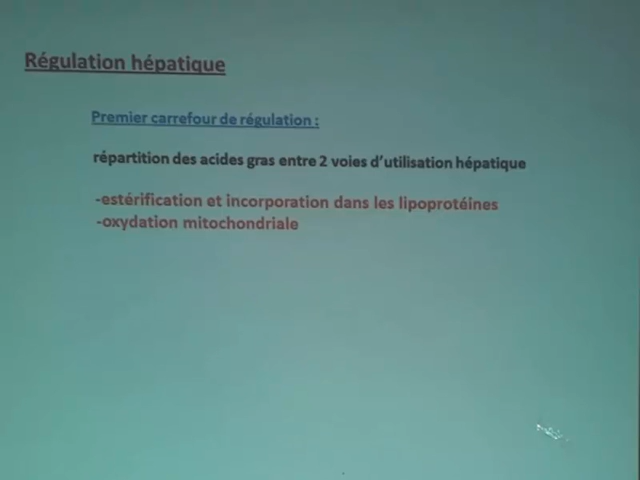 Régulation hépatique
Premier carrefour de régulation :
répartition des acides gras entre 2 voies d'utilisation hépatique
-estérification et incorporation dans les lipoprotéines
-oxydation mitochondriale